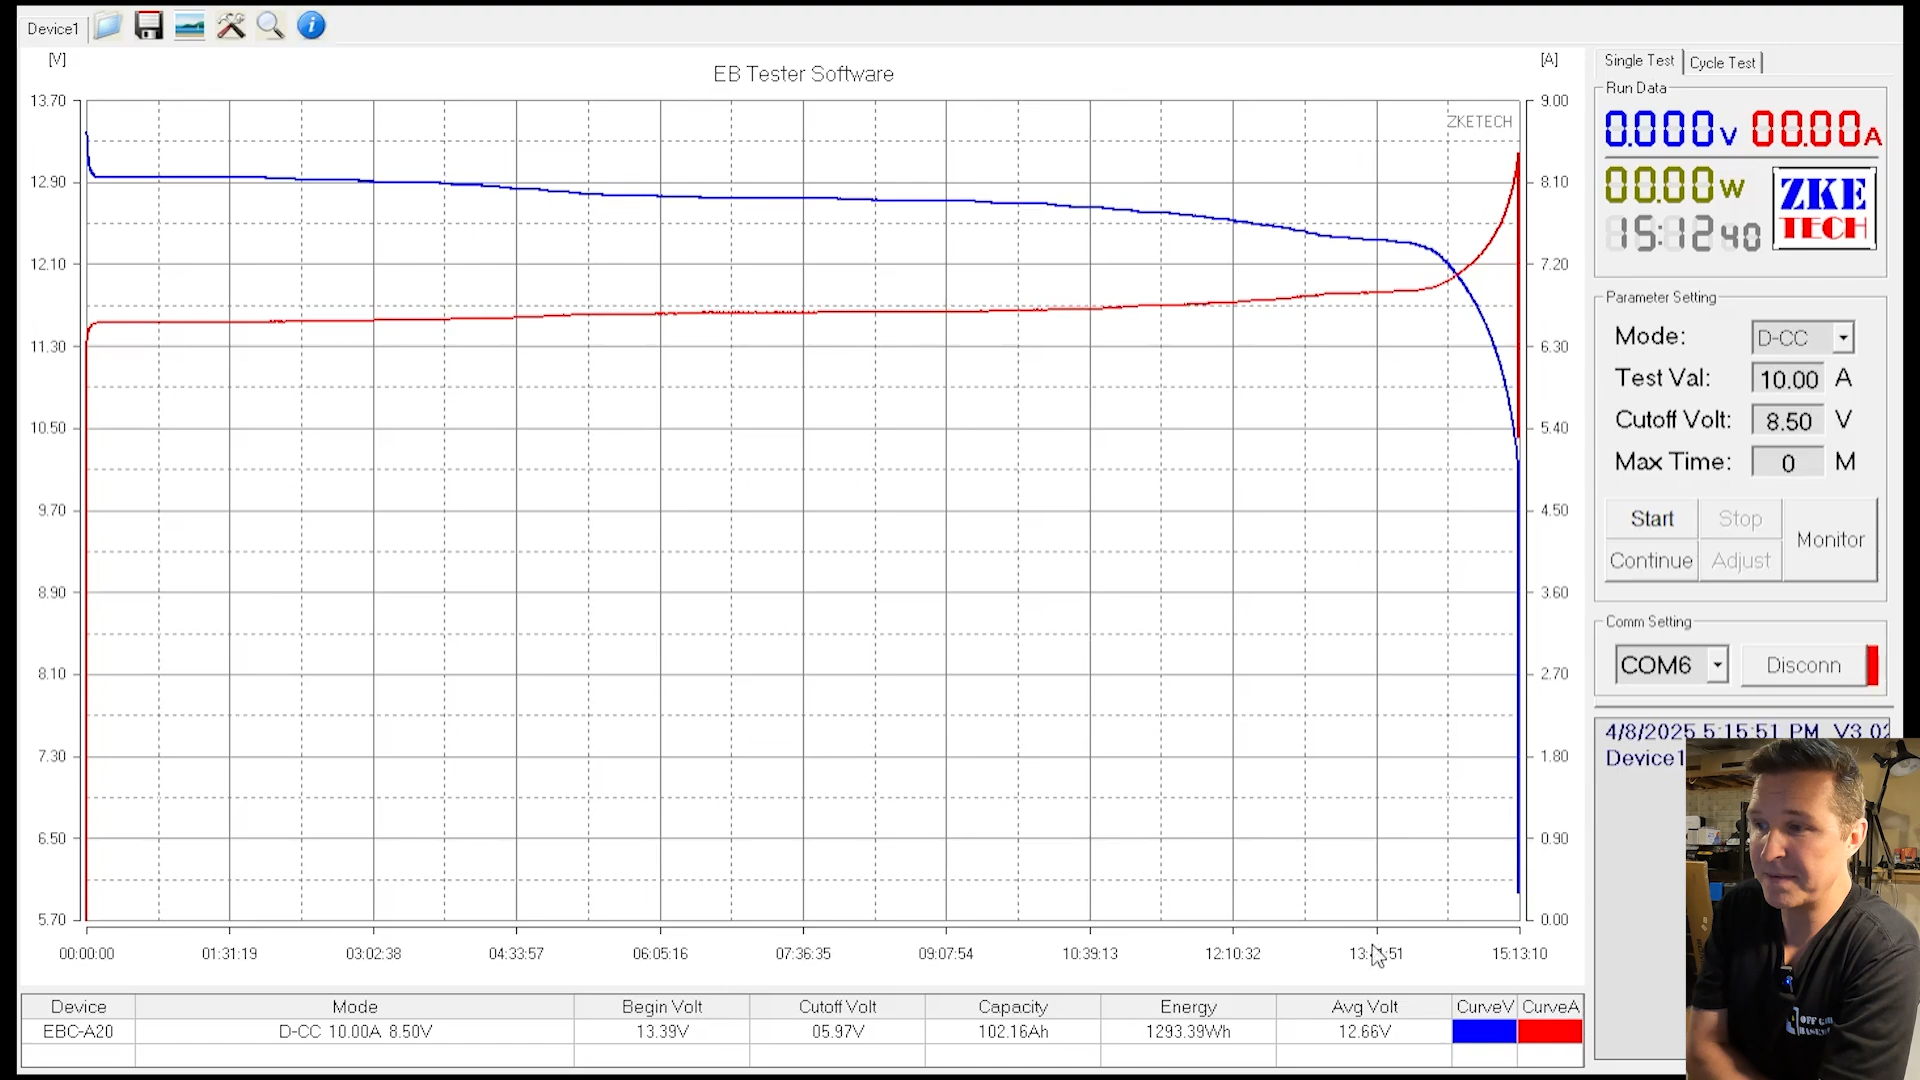 Device1
[V]
EB Tester Software
[A]
ZKETECH
13.70
12.90
12.10
11.30
10.50
9.70
8.90
8.10
7.30
6.50
5.70
9.00
8.10
7.20
6.30
5.40
4.50
3.60
2.70
1.80
0.90
0.00
00:00:00 01:31:19 03:02:38 04:33:57 06:05:16 07:36:35 09:07:54 10:39:13 12:10:32 15:13:10
Device Mode Begin Volt Cutoff Volt Capacity Energy Avg Volt CurveV CurveA
EBC-A20 D-CC 10.00A 8.50V 13.39V 05.97V 102.16Ah 1293.39Wh 12.66V
Single Test Cycle Test
Run Data
0.000V 00.00A
00.00W
15:12 40
ZKE
TECH
Parameter Setting
Mode: D-CC
Test Val: 10.00 A
Cutoff Volt: 8.50 V
Max Time: 0 M
Start Stop
Monitor
Continue Adjust
Comm Setting
COM6 Disconn
4/8/2025 5:15:51 PM
Device1
OFF